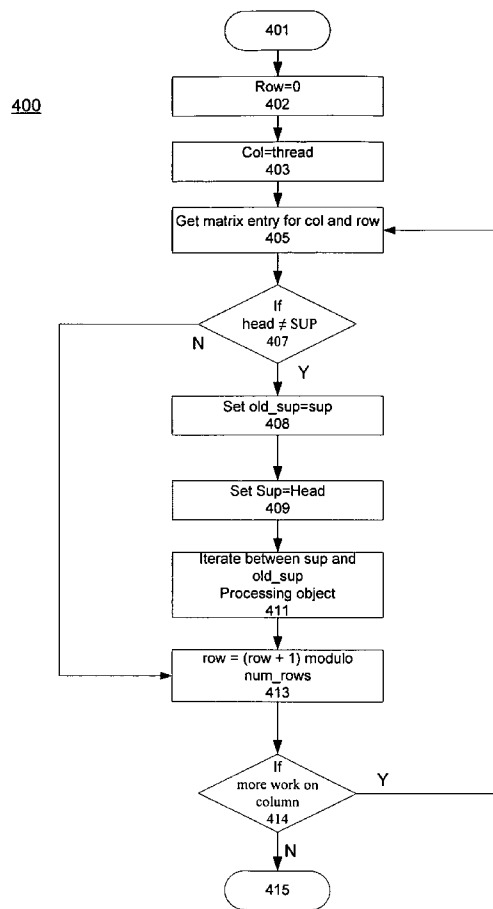 401
400
Row=0
402
Col=thread
403
Get matrix entry for col and row
405
If
head ≠ SUP
407
N
Y
Set old_sup=sup
408
Set Sup=Head
409
Iterate between sup and
old_sup
Processing object
411
row = (row + 1) modulo
num_rows
413
If
more work on
column
414
Y
N
415